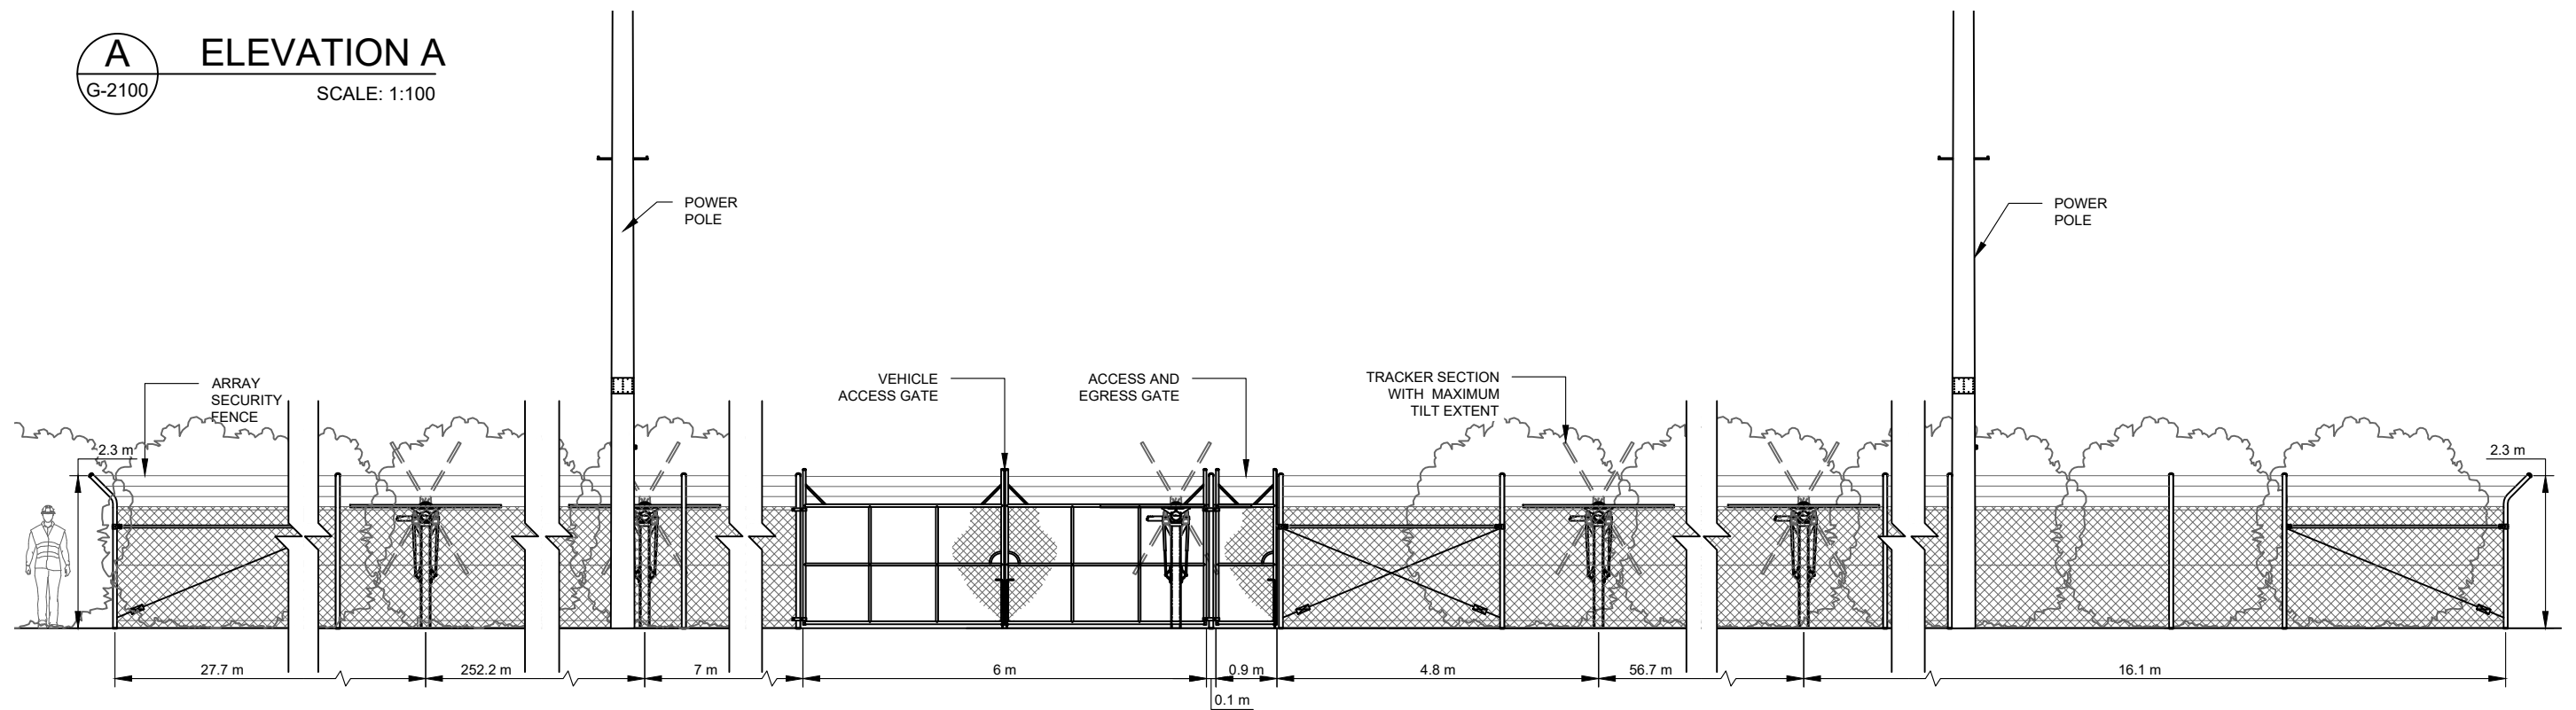 A
G-2100
ELEVATION A
SCALE: 1:100
POWER
POLE
POWER
POLE
ARRAY
SECURITY
FENCE
VEHICLE
ACCESS GATE
ACCESS AND
EGRESS GATE
TRACKER SECTION
WITH MAXIMUM
TILT EXTENT
2.3 m
2.3 m
27.7 m
252.2 m
7 m
6 m
0.9 m
4.8 m
56.7 m
16.1 m
0.1 m